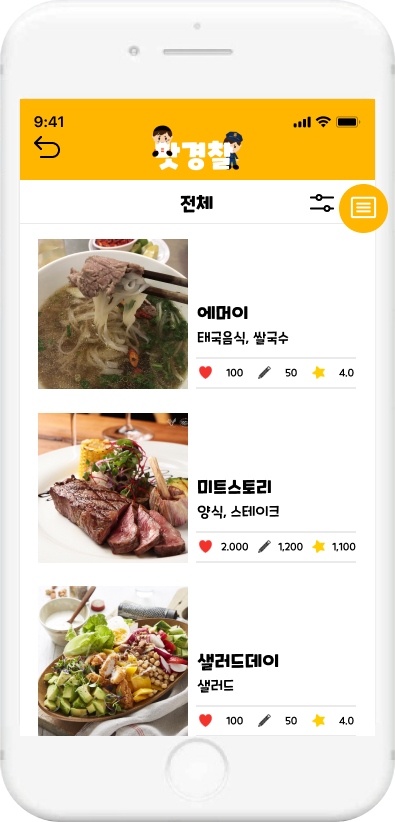 9:41
맛경찰
전체
에머이
태국음식, 쌀국수
100 50 4.0
미트스토리
양식, 스테이크
2.000 1,200 1,100
샐러드데이
샐러드
100 50 4.0